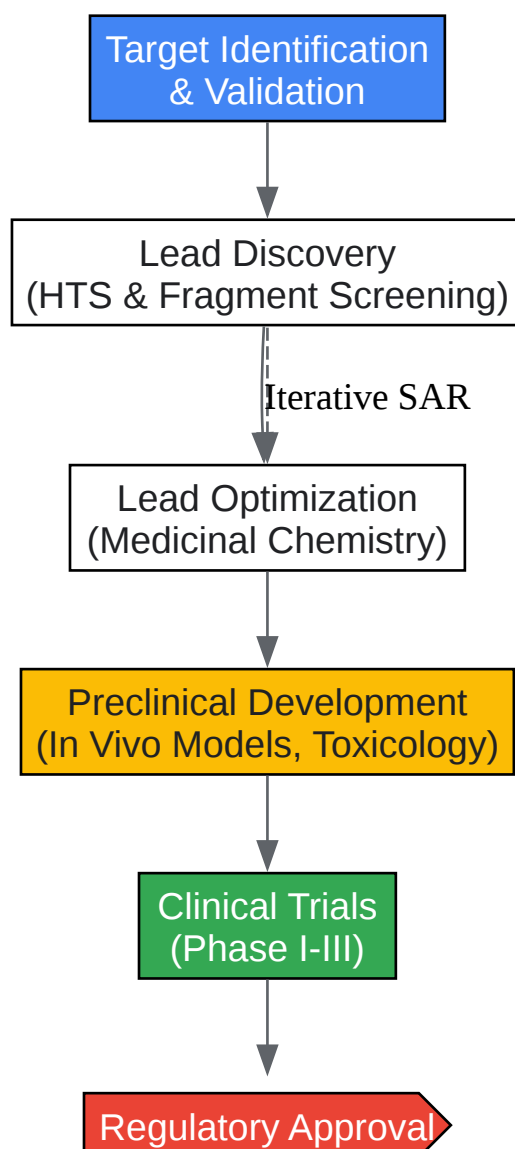 Target Identification
& Validation
Lead Discovery
(HTS & Fragment Screening)
Iterative SAR
Lead Optimization
(Medicinal Chemistry)
Preclinical Development
(In Vivo Models, Toxicology)
Clinical Trials
(Phase I-III)
Regulatory Approval